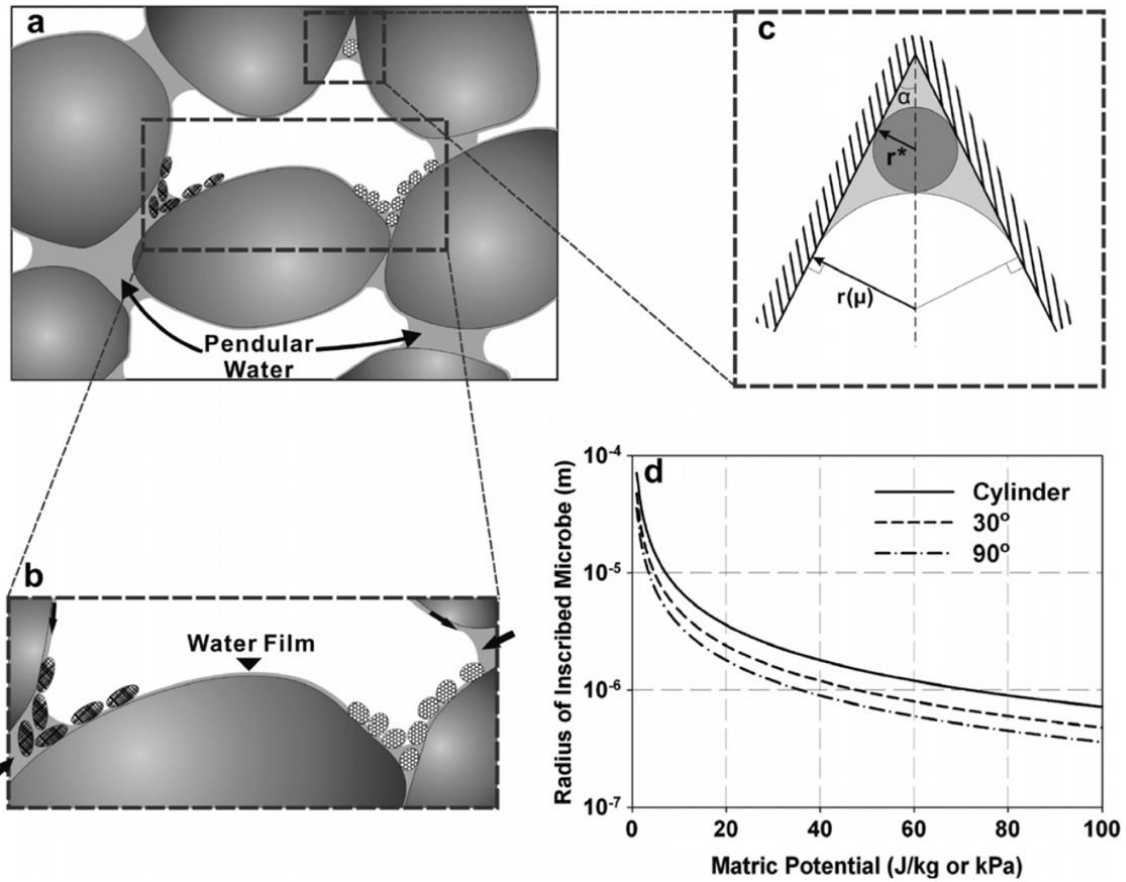 a
Pendular
Water
c
α
r*
r(μ)
b
Water Film
d
Cylinder
30°
90°
Radius of Inscribed Microbe (m)
10⁻⁴
10⁻⁵
10⁻⁶
10⁻⁷
0 20 40 60 80 100
Matric Potential (J/kg or kPa)